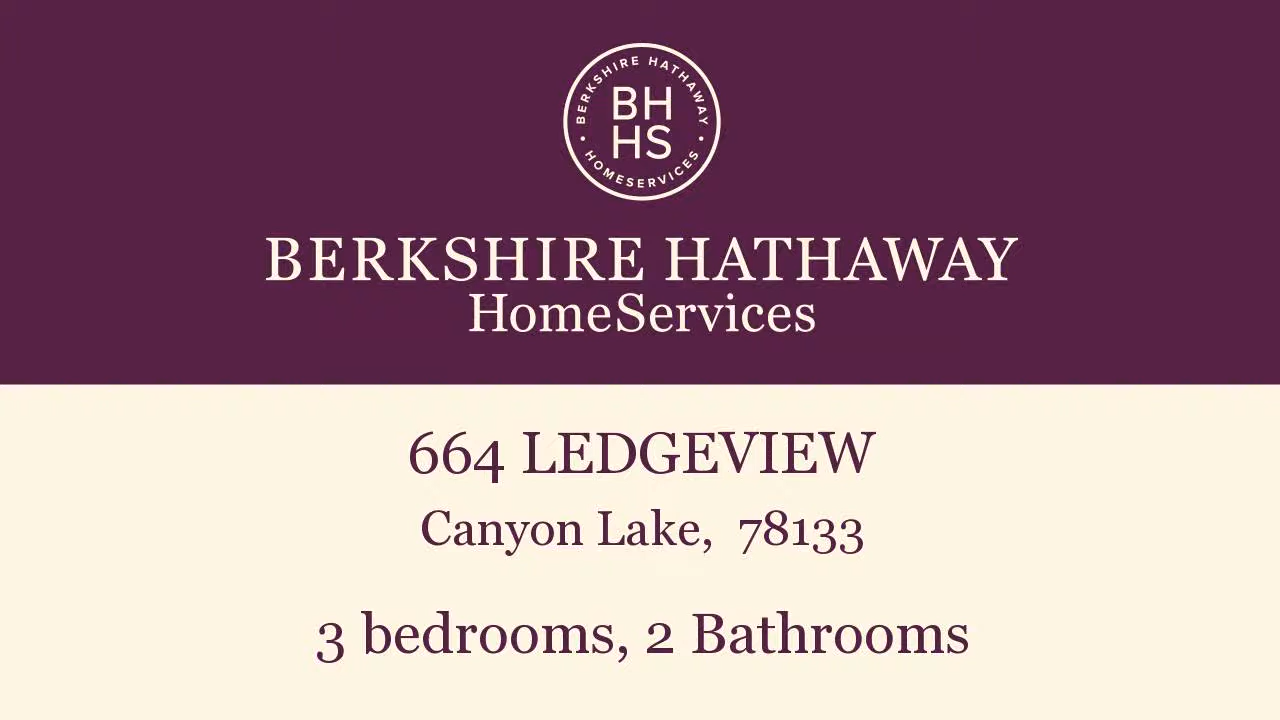 BERKSHIRE HATHAWAY
BH
HS
• HOMESERVICES •
BERKSHIRE HATHAWAY
HomeServices
664 LEDGEVIEW
Canyon Lake,  78133
3 bedrooms, 2 Bathrooms